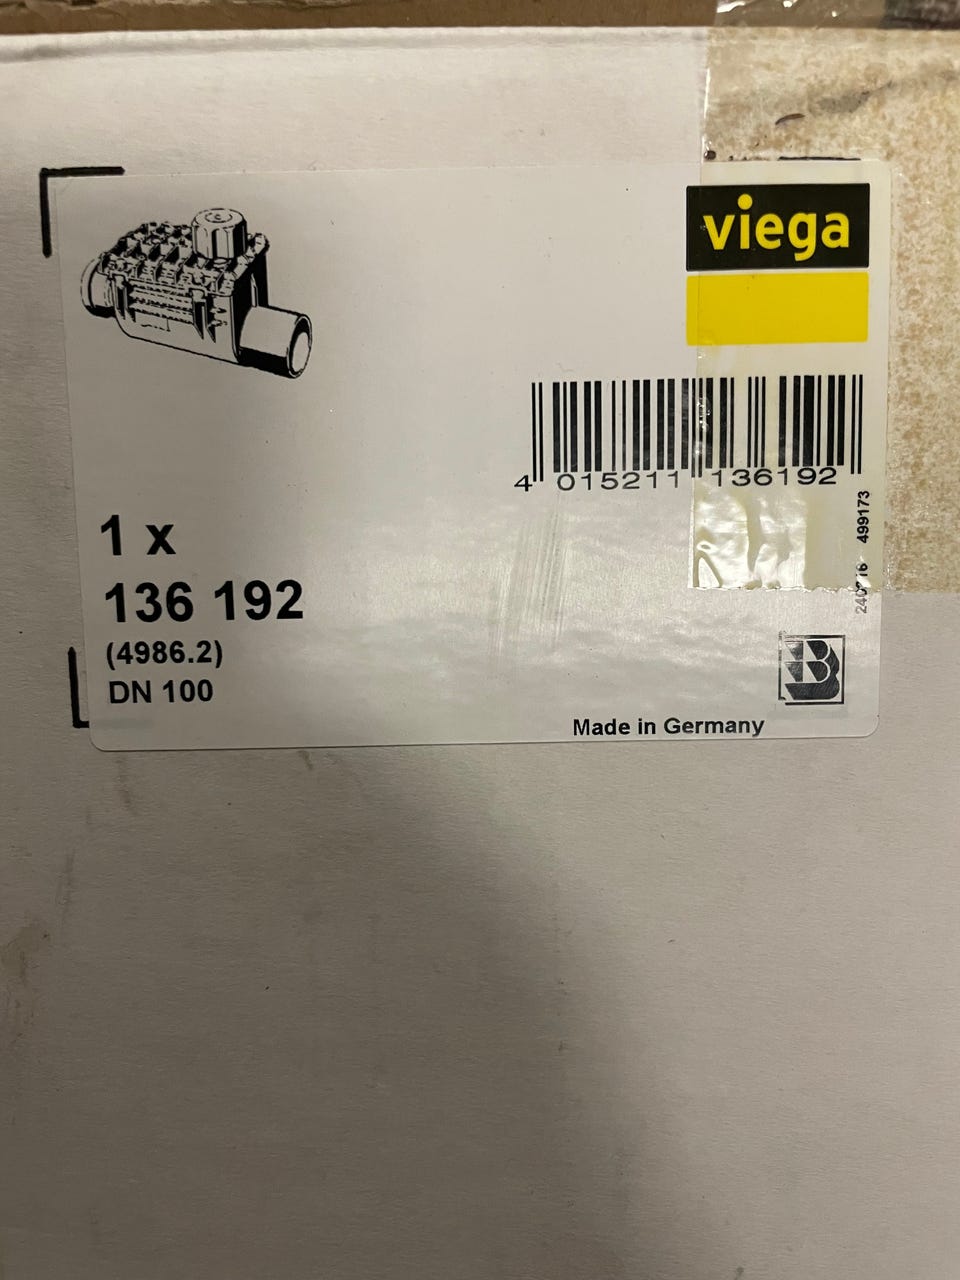 viega
4 015211 136192
499173
1 x
136 192
(4986.2)
DN 100
Made in Germany